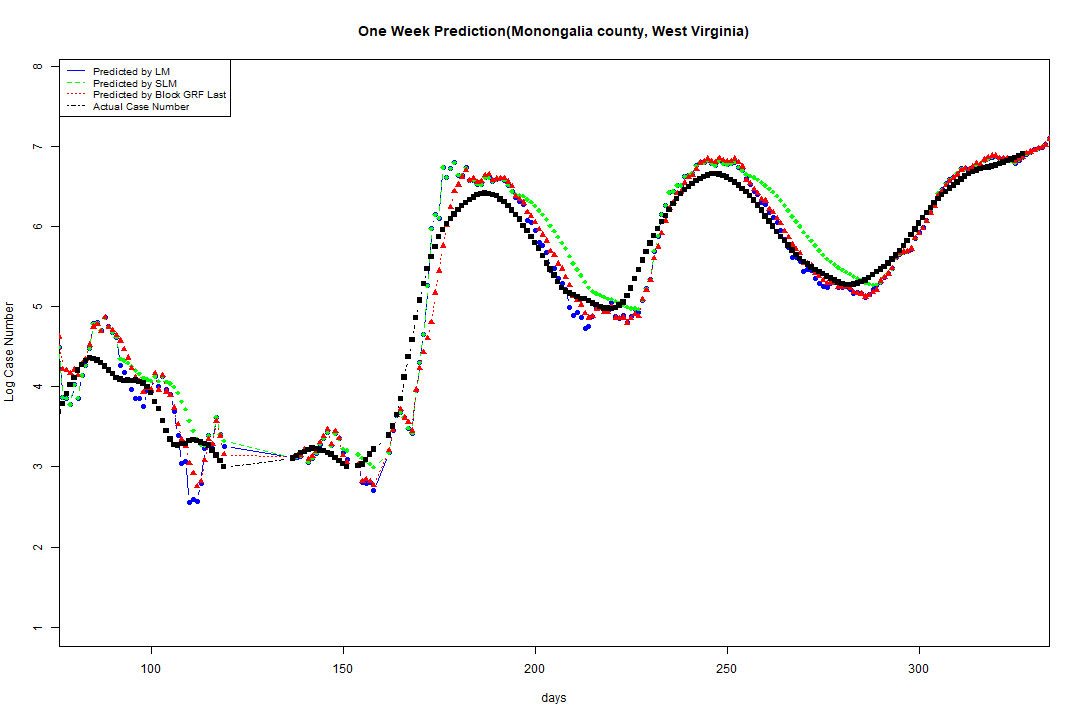 One Week Prediction(Monongalia county, West Virginia)
Predicted by LM
Predicted by SLM
Predicted by Block GRF Last
Actual Case Number
8
7
6
5
4
3
2
1
Log Case Number
100 150 200 250 300
days